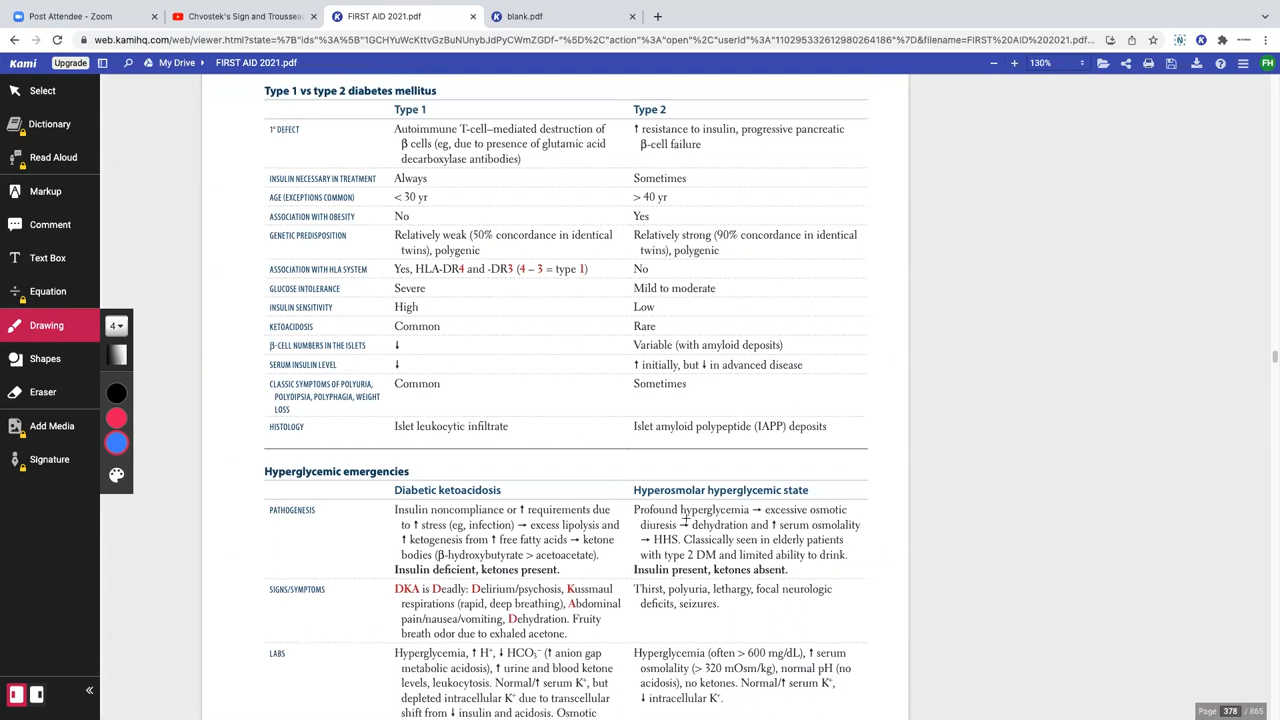 Post Attendee - Zoom
Chvostek's Sign and Trousseau
FIRST AID 2021.pdf
blank.pdf
web.kamihq.com/web/viewer.html?state=%7B"ids"%3A%5B"1GCHYuWcKttvGzBuNUnybJdPyCWmZGDf-"%5D%2C"action"%3A"open"%2C"userId"%3A"110295332612980264186"%7D&filename=FIRST%20AID%202021.pdf...
Kami
Upgrade
My Drive
FIRST AID 2021.pdf
130%
FH
Select
Dictionary
Read Aloud
Markup
Comment
Text Box
Equation
Drawing
Shapes
Eraser
Add Media
Signature
4
Type 1 vs type 2 diabetes mellitus
Type 1 Type 2
1° DEFECT Autoimmune T-cell–mediated destruction of ↑ resistance to insulin, progressive pancreatic
β cells (eg, due to presence of glutamic acid β-cell failure
decarboxylase antibodies)
INSULIN NECESSARY IN TREATMENT Always Sometimes
AGE (EXCEPTIONS COMMON) < 30 yr > 40 yr
ASSOCIATION WITH OBESITY No Yes
GENETIC PREDISPOSITION Relatively weak (50% concordance in identical Relatively strong (90% concordance in identical
twins), polygenic twins), polygenic
ASSOCIATION WITH HLA SYSTEM Yes, HLA-DR4 and -DR3 (4 – 3 = type 1) No
GLUCOSE INTOLERANCE Severe Mild to moderate
INSULIN SENSITIVITY High Low
KETOACIDOSIS Common Rare
β-CELL NUMBERS IN THE ISLETS ↓ Variable (with amyloid deposits)
SERUM INSULIN LEVEL ↓ ↑ initially, but ↓ in advanced disease
CLASSIC SYMPTOMS OF POLYURIA, Common Sometimes
POLYDIPSIA, POLYPHAGIA, WEIGHT
LOSS
HISTOLOGY Islet leukocytic infiltrate Islet amyloid polypeptide (IAPP) deposits
Hyperglycemic emergencies
Diabetic ketoacidosis Hyperosmolar hyperglycemic state
PATHOGENESIS Insulin noncompliance or ↑ requirements due Profound hyperglycemia → excessive osmotic
to ↑ stress (eg, infection) → excess lipolysis and diuresis → dehydration and ↑ serum osmolality
↑ ketogenesis from ↑ free fatty acids → ketone → HHS. Classically seen in elderly patients
bodies (β-hydroxybutyrate > acetoacetate). with type 2 DM and limited ability to drink.
Insulin deficient, ketones present. Insulin present, ketones absent.
SIGNS/SYMPTOMS DKA is Deadly: Delirium/psychosis, Kussmaul Thirst, polyuria, lethargy, focal neurologic
respirations (rapid, deep breathing), Abdominal deficits, seizures.
pain/nausea/vomiting, Dehydration. Fruity
breath odor due to exhaled acetone.
LABS Hyperglycemia, ↑ H⁺, ↓ HCO₃⁻ (↑ anion gap Hyperglycemia (often > 600 mg/dL), ↑ serum
metabolic acidosis), ↑ urine and blood ketone osmolality (> 320 mOsm/kg), normal pH (no
levels, leukocytosis. Normal/↑ serum K⁺, but acidosis), no ketones. Normal/↑ serum K⁺,
depleted intracellular K⁺ due to transcellular ↓ intracellular K⁺.
shift from ↓ insulin and acidosis. Osmotic
Page 378 / 865